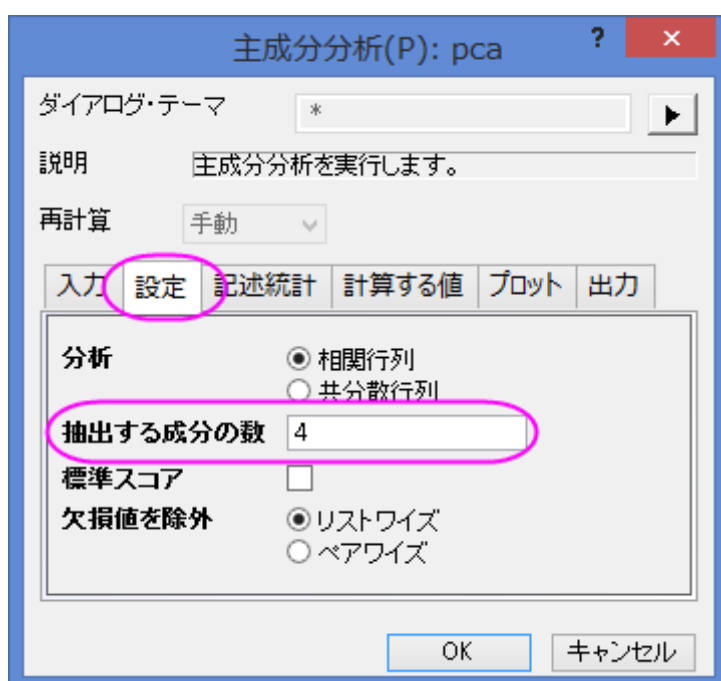 主成分分析(P): pca ? ×
ダイアログ・テーマ *
説明 主成分分析を実行します。
再計算 手動
入力 設定 記述統計 計算する値 プロット 出力
分析 相関行列
共分散行列
抽出する成分の数 4
標準スコア
欠損値を除外 リストワイズ
ペアワイズ
OK キャンセル